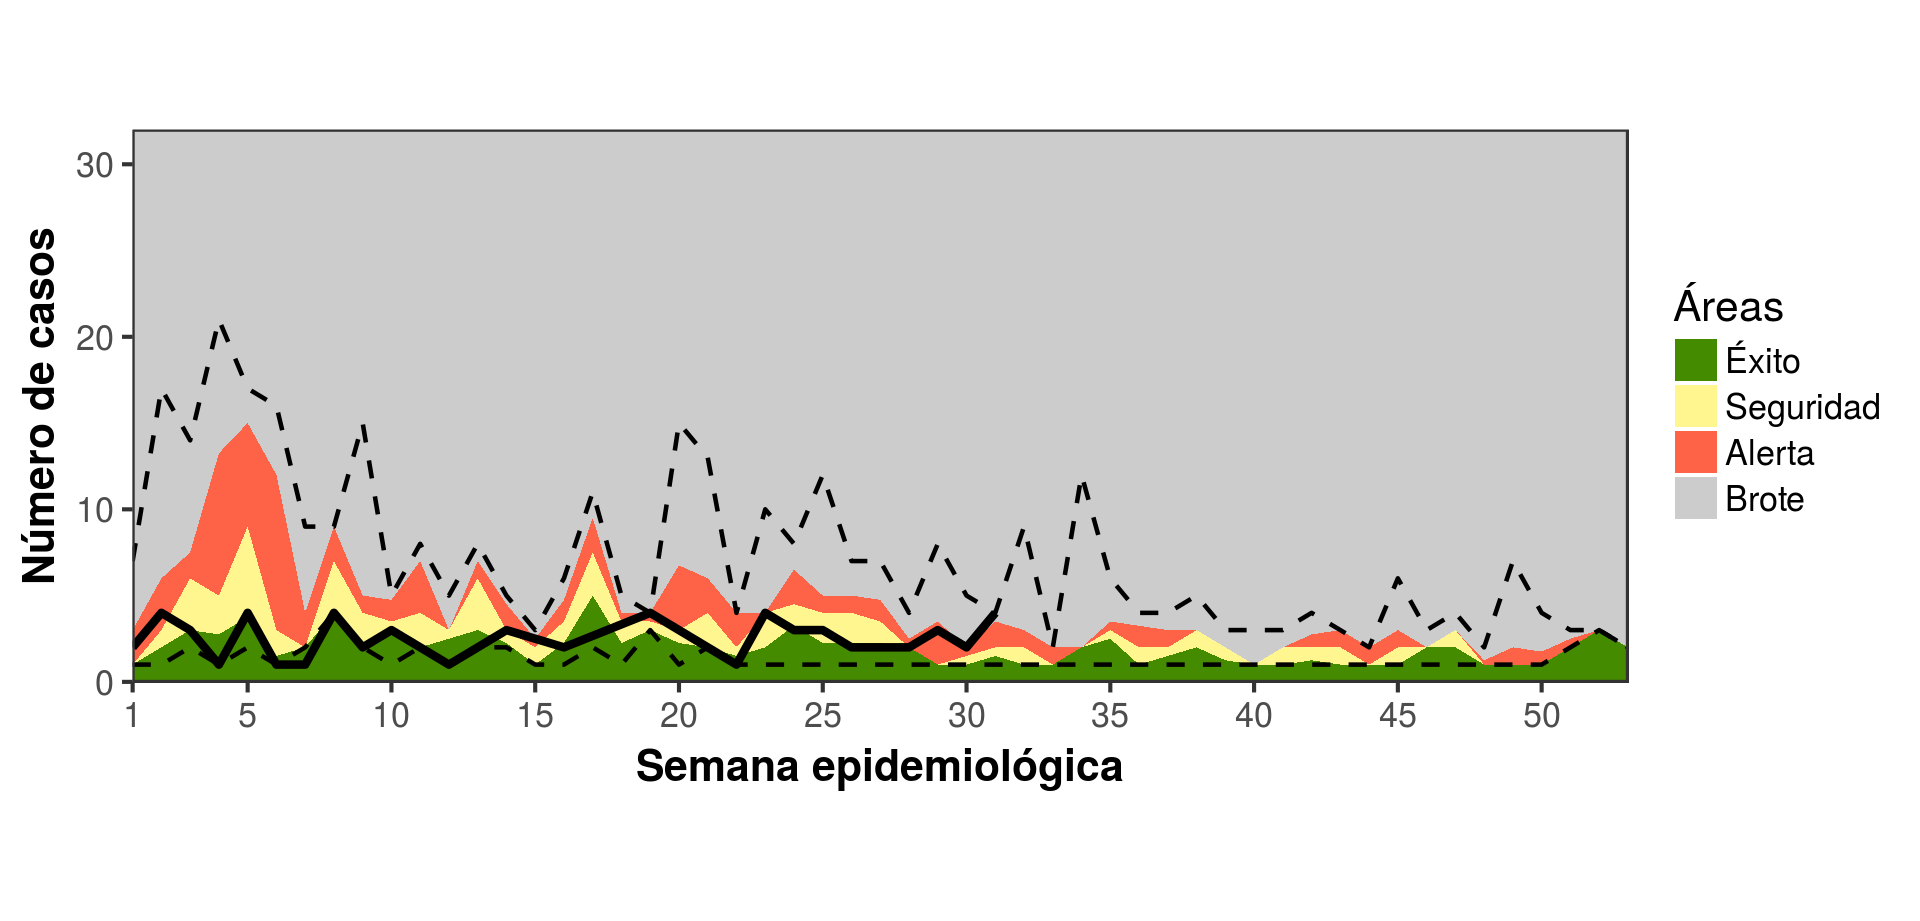 Número de casos
30
20
10
0
1 5 10 15 20 25 30 35 40 45 50
Semana epidemiológica
Áreas
Éxito
Seguridad
Alerta
Brote